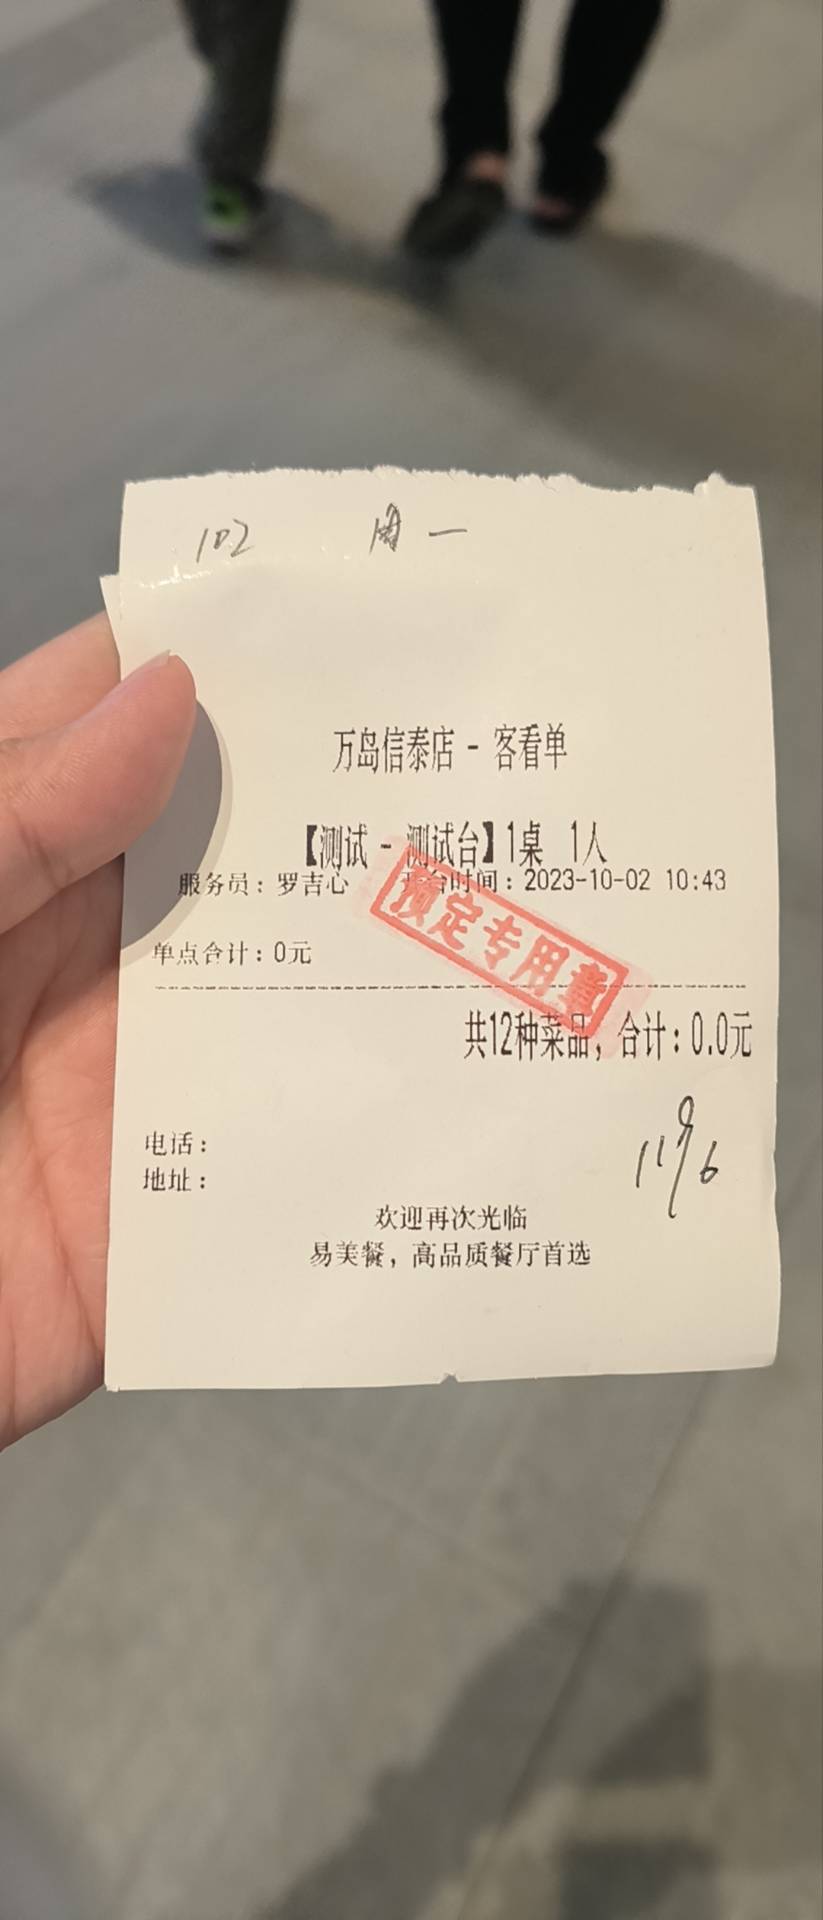 102 周一
万岛信泰店 - 客看单
【测试 - 测试台】1桌 1人
服务员：罗吉心 开台时间：2023-10-02 10:43
预定专用章
单点合计：0元
共12种菜品，合计：0.0元
电话：
地址：
欢迎再次光临
易美餐，高品质餐厅首选